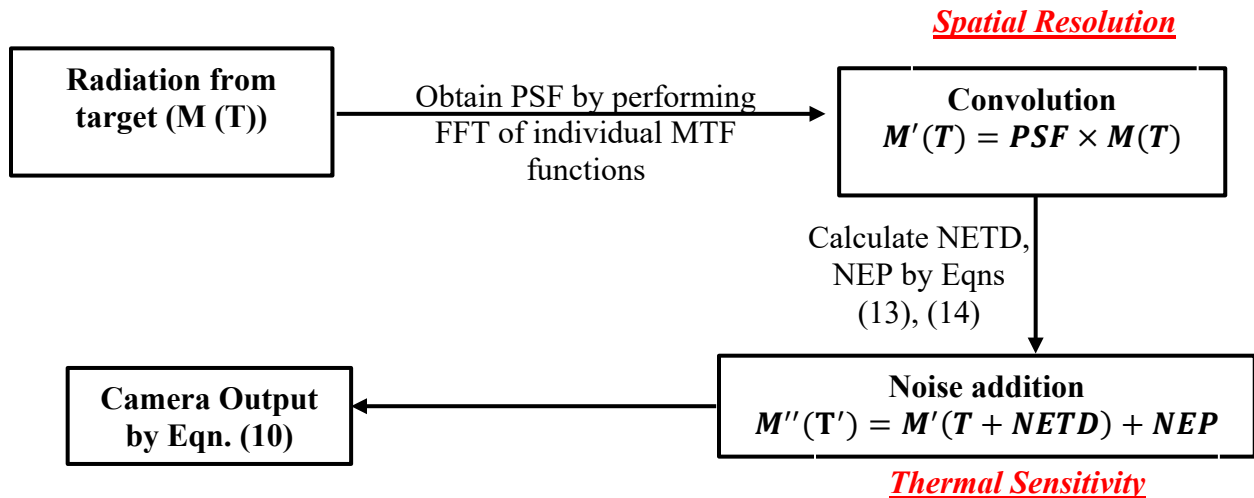 Spatial Resolution
Radiation from
target (M (T))
Obtain PSF by performing
FFT of individual MTF
functions
Convolution
M′(T) = PSF × M(T)
Calculate NETD,
NEP by Eqns
(13), (14)
Noise addition
M′′(T′) = M′(T + NETD) + NEP
Thermal Sensitivity
Camera Output
by Eqn. (10)